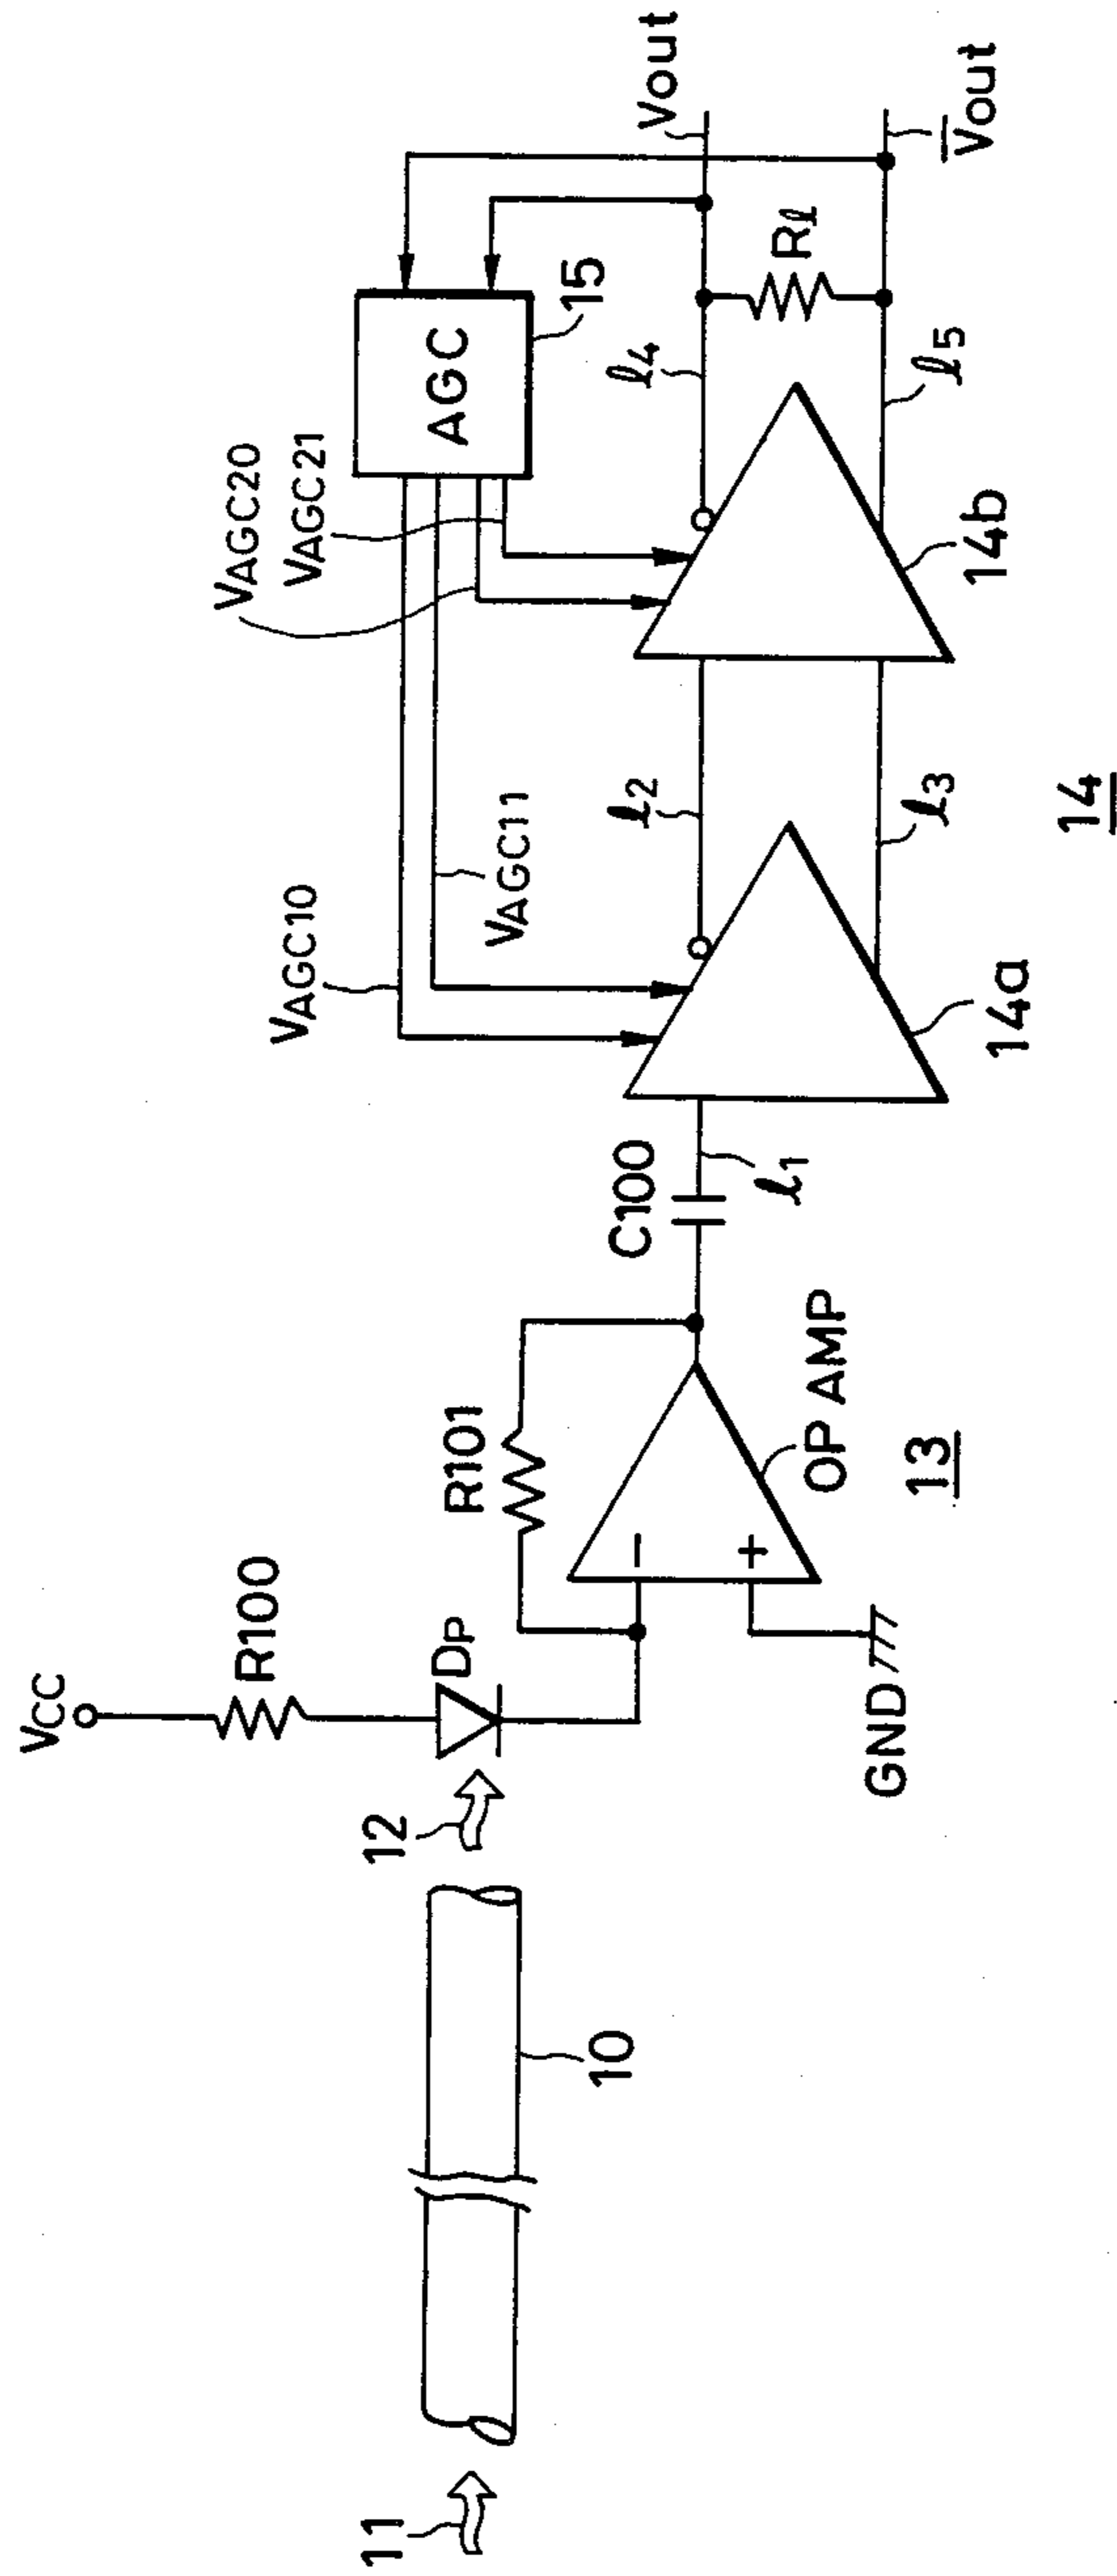 11
10
12
VCC
R100
DP
GND
R101
−
+
OP AMP
13
C100
ℓ1
VAGC10
VAGC11
14a
ℓ2
ℓ3
14
VAGC20
VAGC21
AGC
15
14b
ℓ4
ℓ5
Rℓ
Vout
V̅out